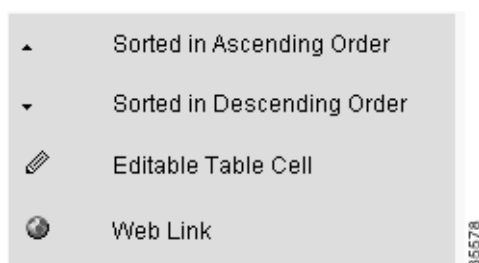 Sorted in Ascending Order
Sorted in Descending Order
Editable Table Cell
Web Link